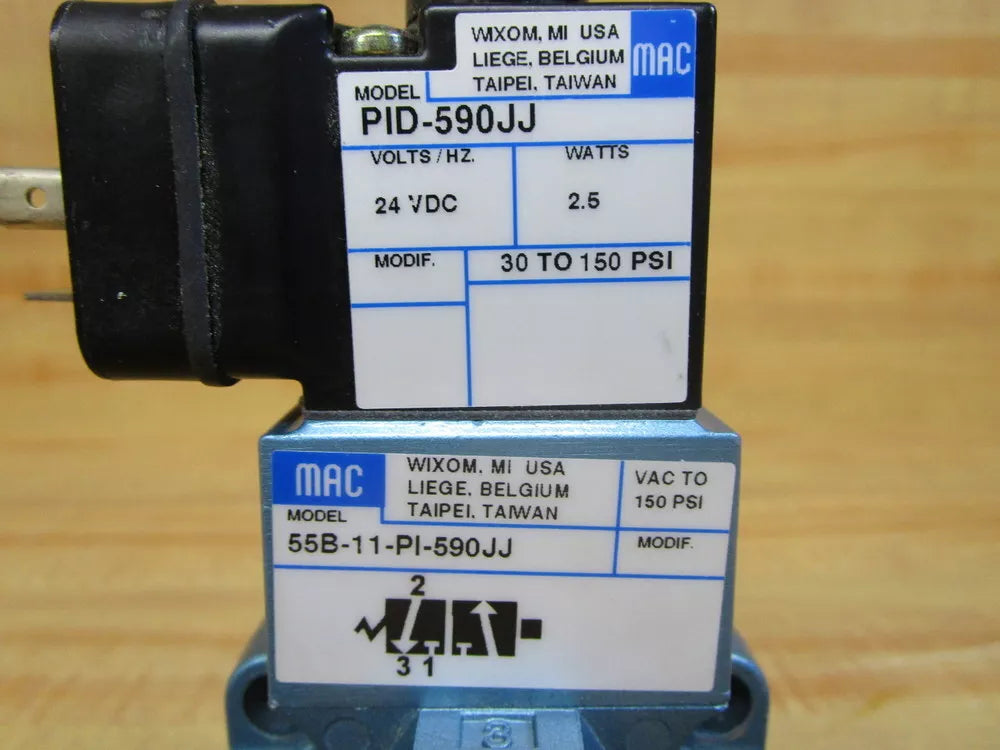 WIXOM, MI USA
LIEGE, BELGIUM
TAIPEI, TAIWAN
MAC
MODEL
PID-590JJ
VOLTS/HZ.
WATTS
24 VDC
2.5
MODIF.
30 TO 150 PSI
MAC
WIXOM, MI USA
LIEGE, BELGIUM
TAIPEI, TAIWAN
VAC TO
150 PSI
MODEL
55B-11-PI-590JJ
MODIF.
2
3 1
3